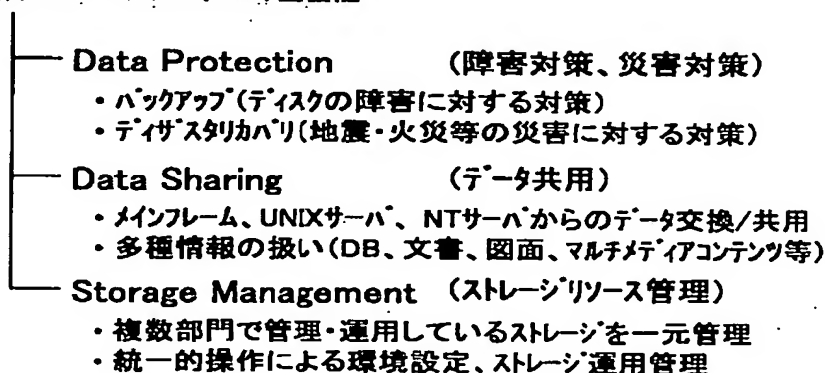 Data Protection （障害対策、災害対策）
・ﾊﾞｯｸｱｯﾌﾟ（ﾃﾞｨｽｸの障害に対する対策）
・ﾃﾞｨｻﾞｽﾀﾘｶﾊﾞﾘ（地震・火災等の災害に対する対策）
Data Sharing （ﾃﾞｰﾀ共用）
・ﾒｲﾝﾌﾚｰﾑ、UNIXｻｰﾊﾞ、NTｻｰﾊﾞからのﾃﾞｰﾀ交換/共用
・多種情報の扱い（DB、文書、図面、ﾏﾙﾁﾒﾃﾞｨｱｺﾝﾃﾝﾂ等）
Storage Management （ｽﾄﾚｰｼﾞﾘｿｰｽ管理）
・複数部門で管理・運用しているｽﾄﾚｰｼﾞを一元管理
・統一的操作による環境設定、ｽﾄﾚｰｼﾞ運用管理